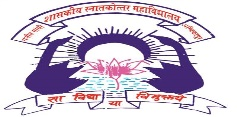 शासकीय स्नातकोत्तर महाविद्यालय
सा विद्या या विमुक्तये